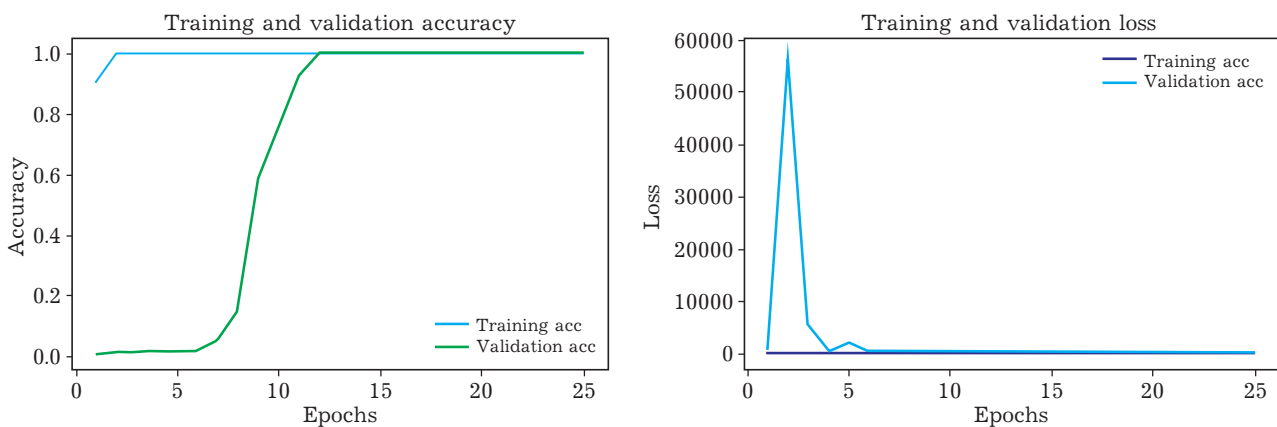 Training and validation accuracy
1.0
0.8
0.6
0.4
0.2
0.0
Accuracy
Training acc
Validation acc
0 5 10 15 20 25
Epochs
Training and validation loss
60000
50000
40000
30000
20000
10000
0
Loss
Training acc
Validation acc
0 5 10 15 20 25
Epochs